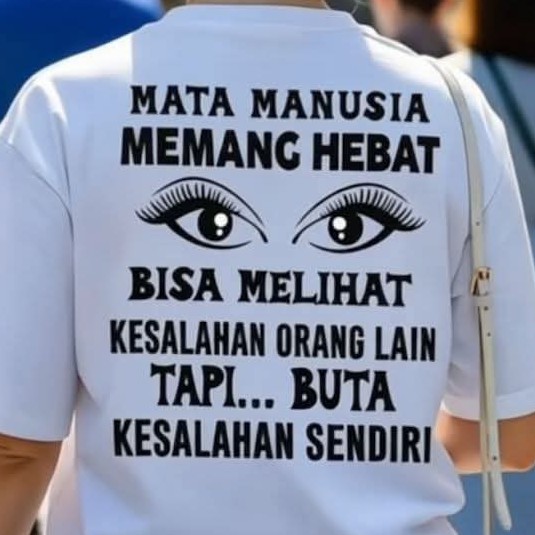 MATA MANUSIA
MEMANG HEBAT
BISA MELIHAT
KESALAHAN ORANG LAIN
TAPI... BUTA
KESALAHAN SENDIRI